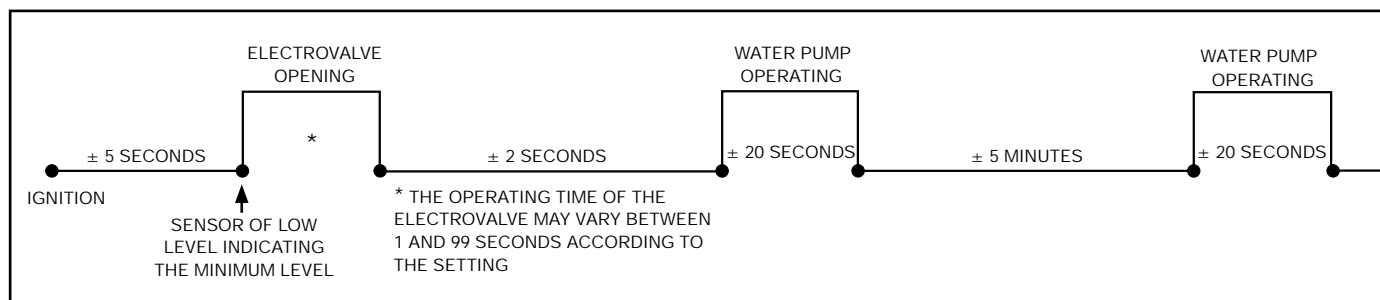 ELECTROVALVE
OPENING
WATER PUMP
OPERATING
WATER PUMP
OPERATING
*
± 5 SECONDS
± 2 SECONDS
± 20 SECONDS
± 5 MINUTES
± 20 SECONDS
IGNITION
SENSOR OF LOW
LEVEL INDICATING
THE MINIMUM LEVEL
* THE OPERATING TIME OF THE
ELECTROVALVE MAY VARY BETWEEN
1 AND 99 SECONDS ACCORDING TO
THE SETTING